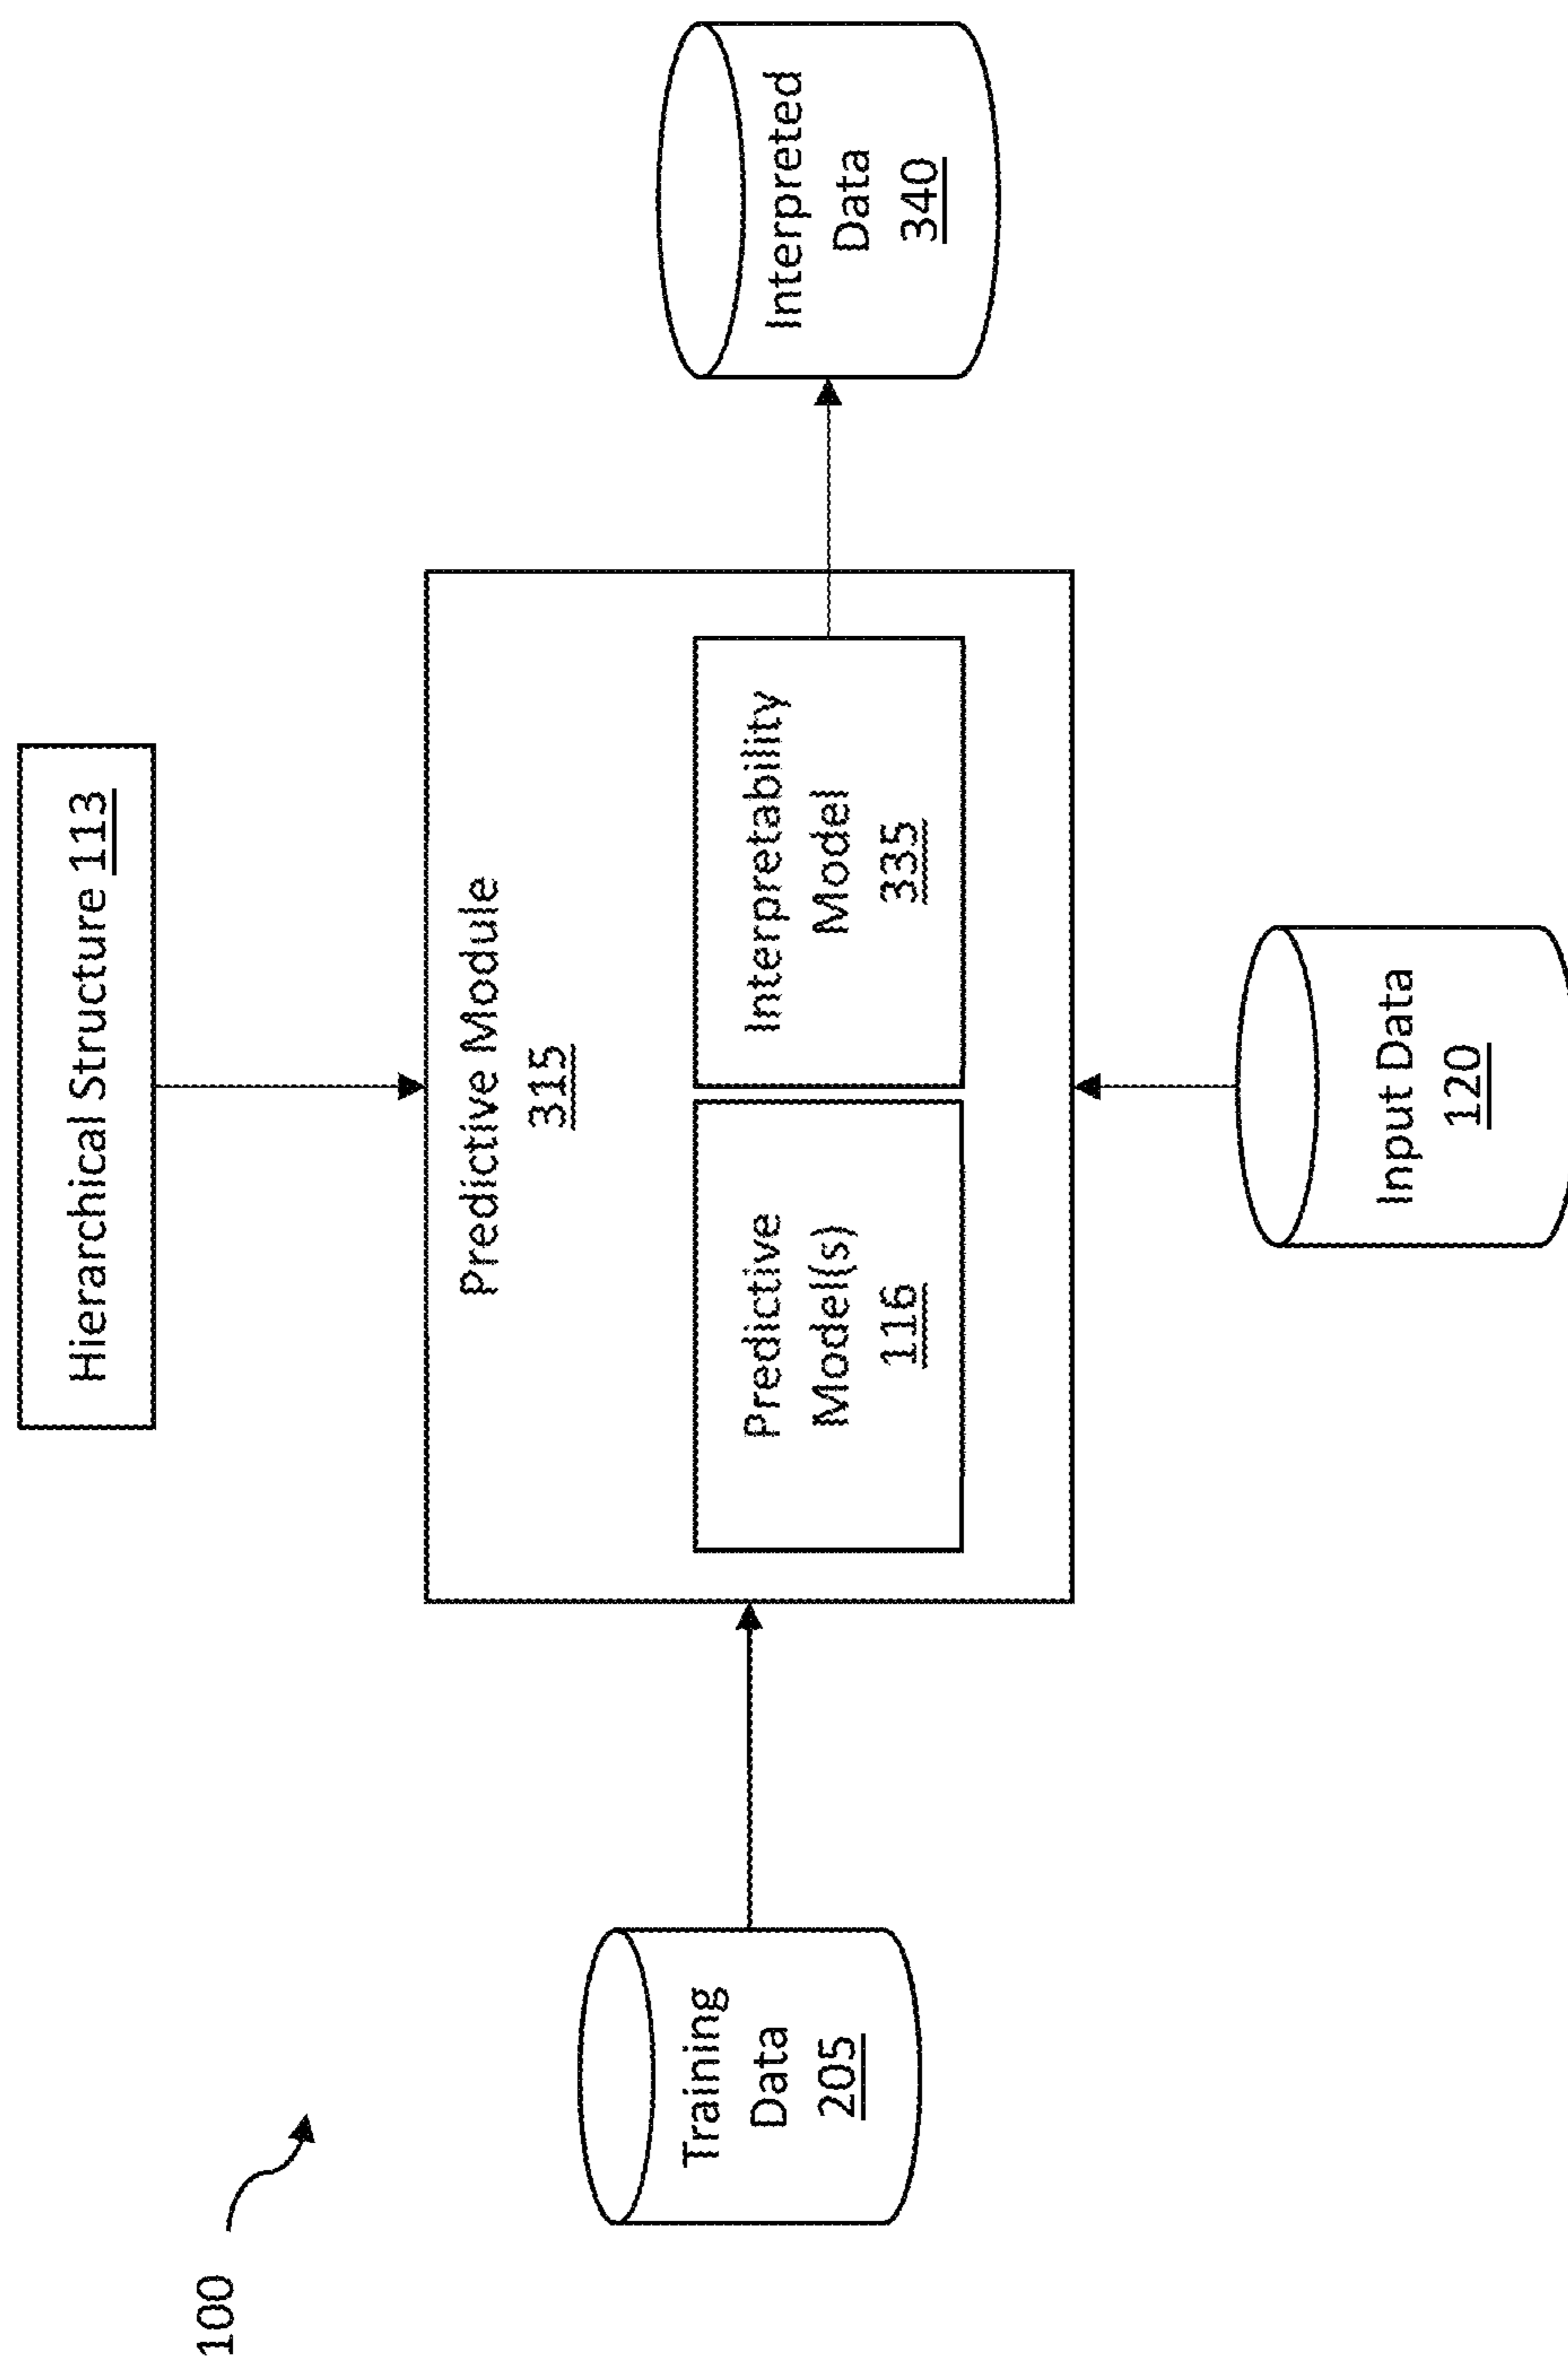 100
Hierarchical Structure 113
Training
Data
205
Predictive Module
315
Predictive
Model(s)
116
Interpretability
Model
335
Interpreted
Data
340
Input Data
120